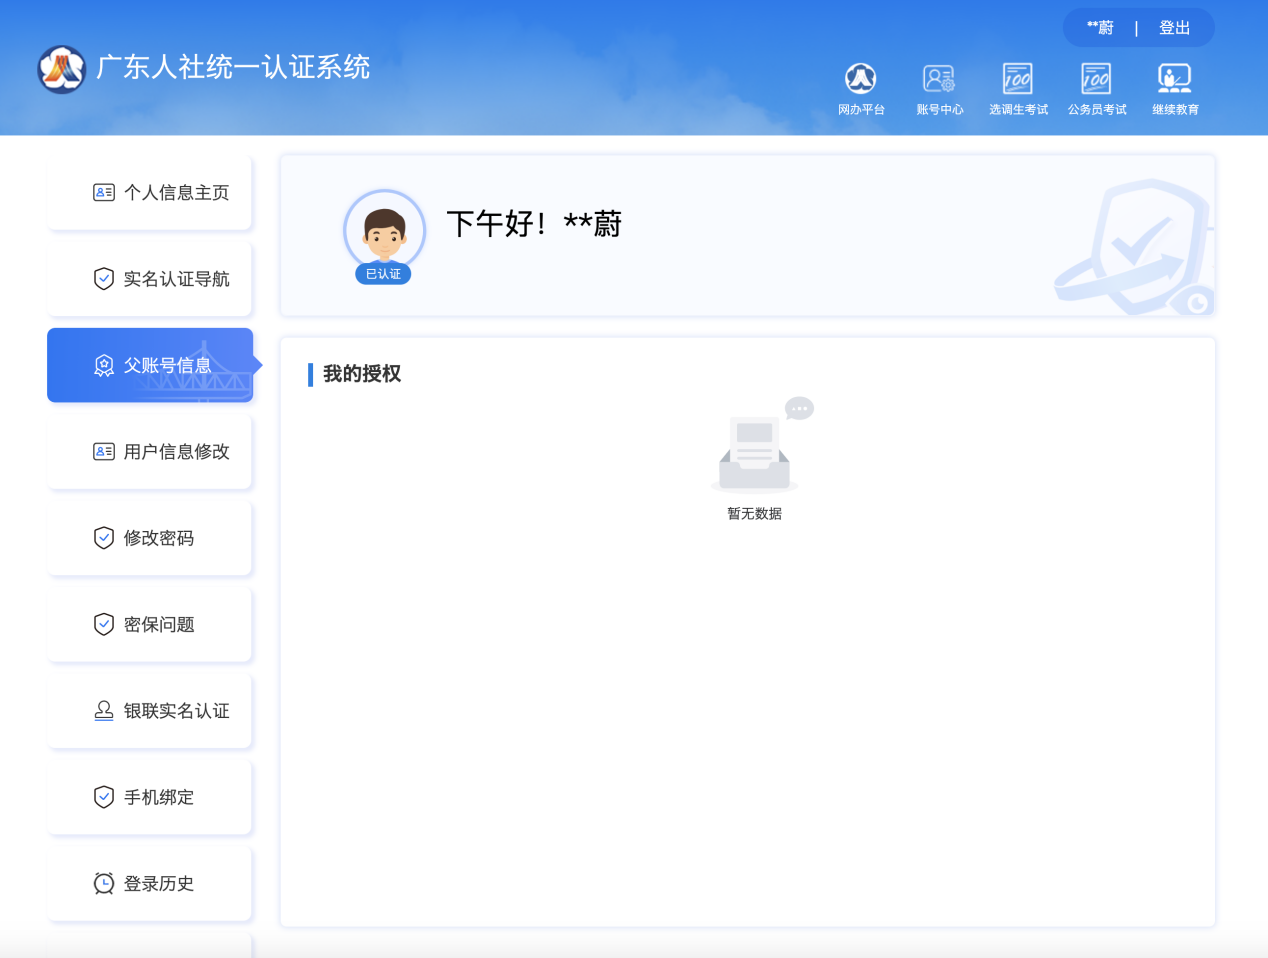 **蔚 | 登出
广东人社统一认证系统
网办平台 账号中心 选调生考试 公务员考试 继续教育
个人信息主页
实名认证导航
父账号信息
用户信息修改
修改密码
密保问题
银联实名认证
手机绑定
登录历史
下午好！**蔚
已认证
我的授权
暂无数据